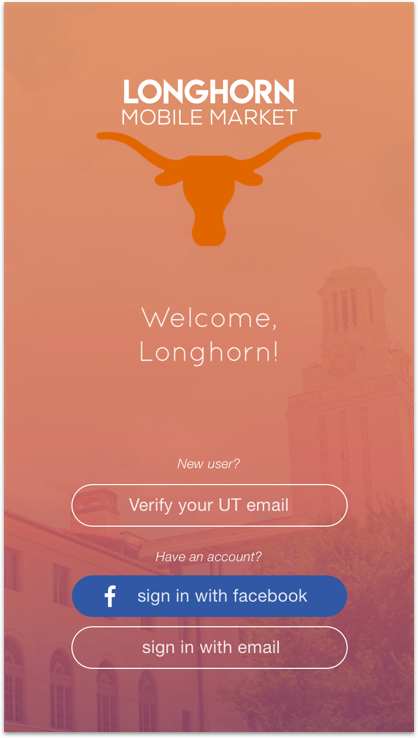 LONGHORN
MOBILE MARKET
Welcome,
Longhorn!
New user?
Verify your UT email
Have an account?
f sign in with facebook
sign in with email